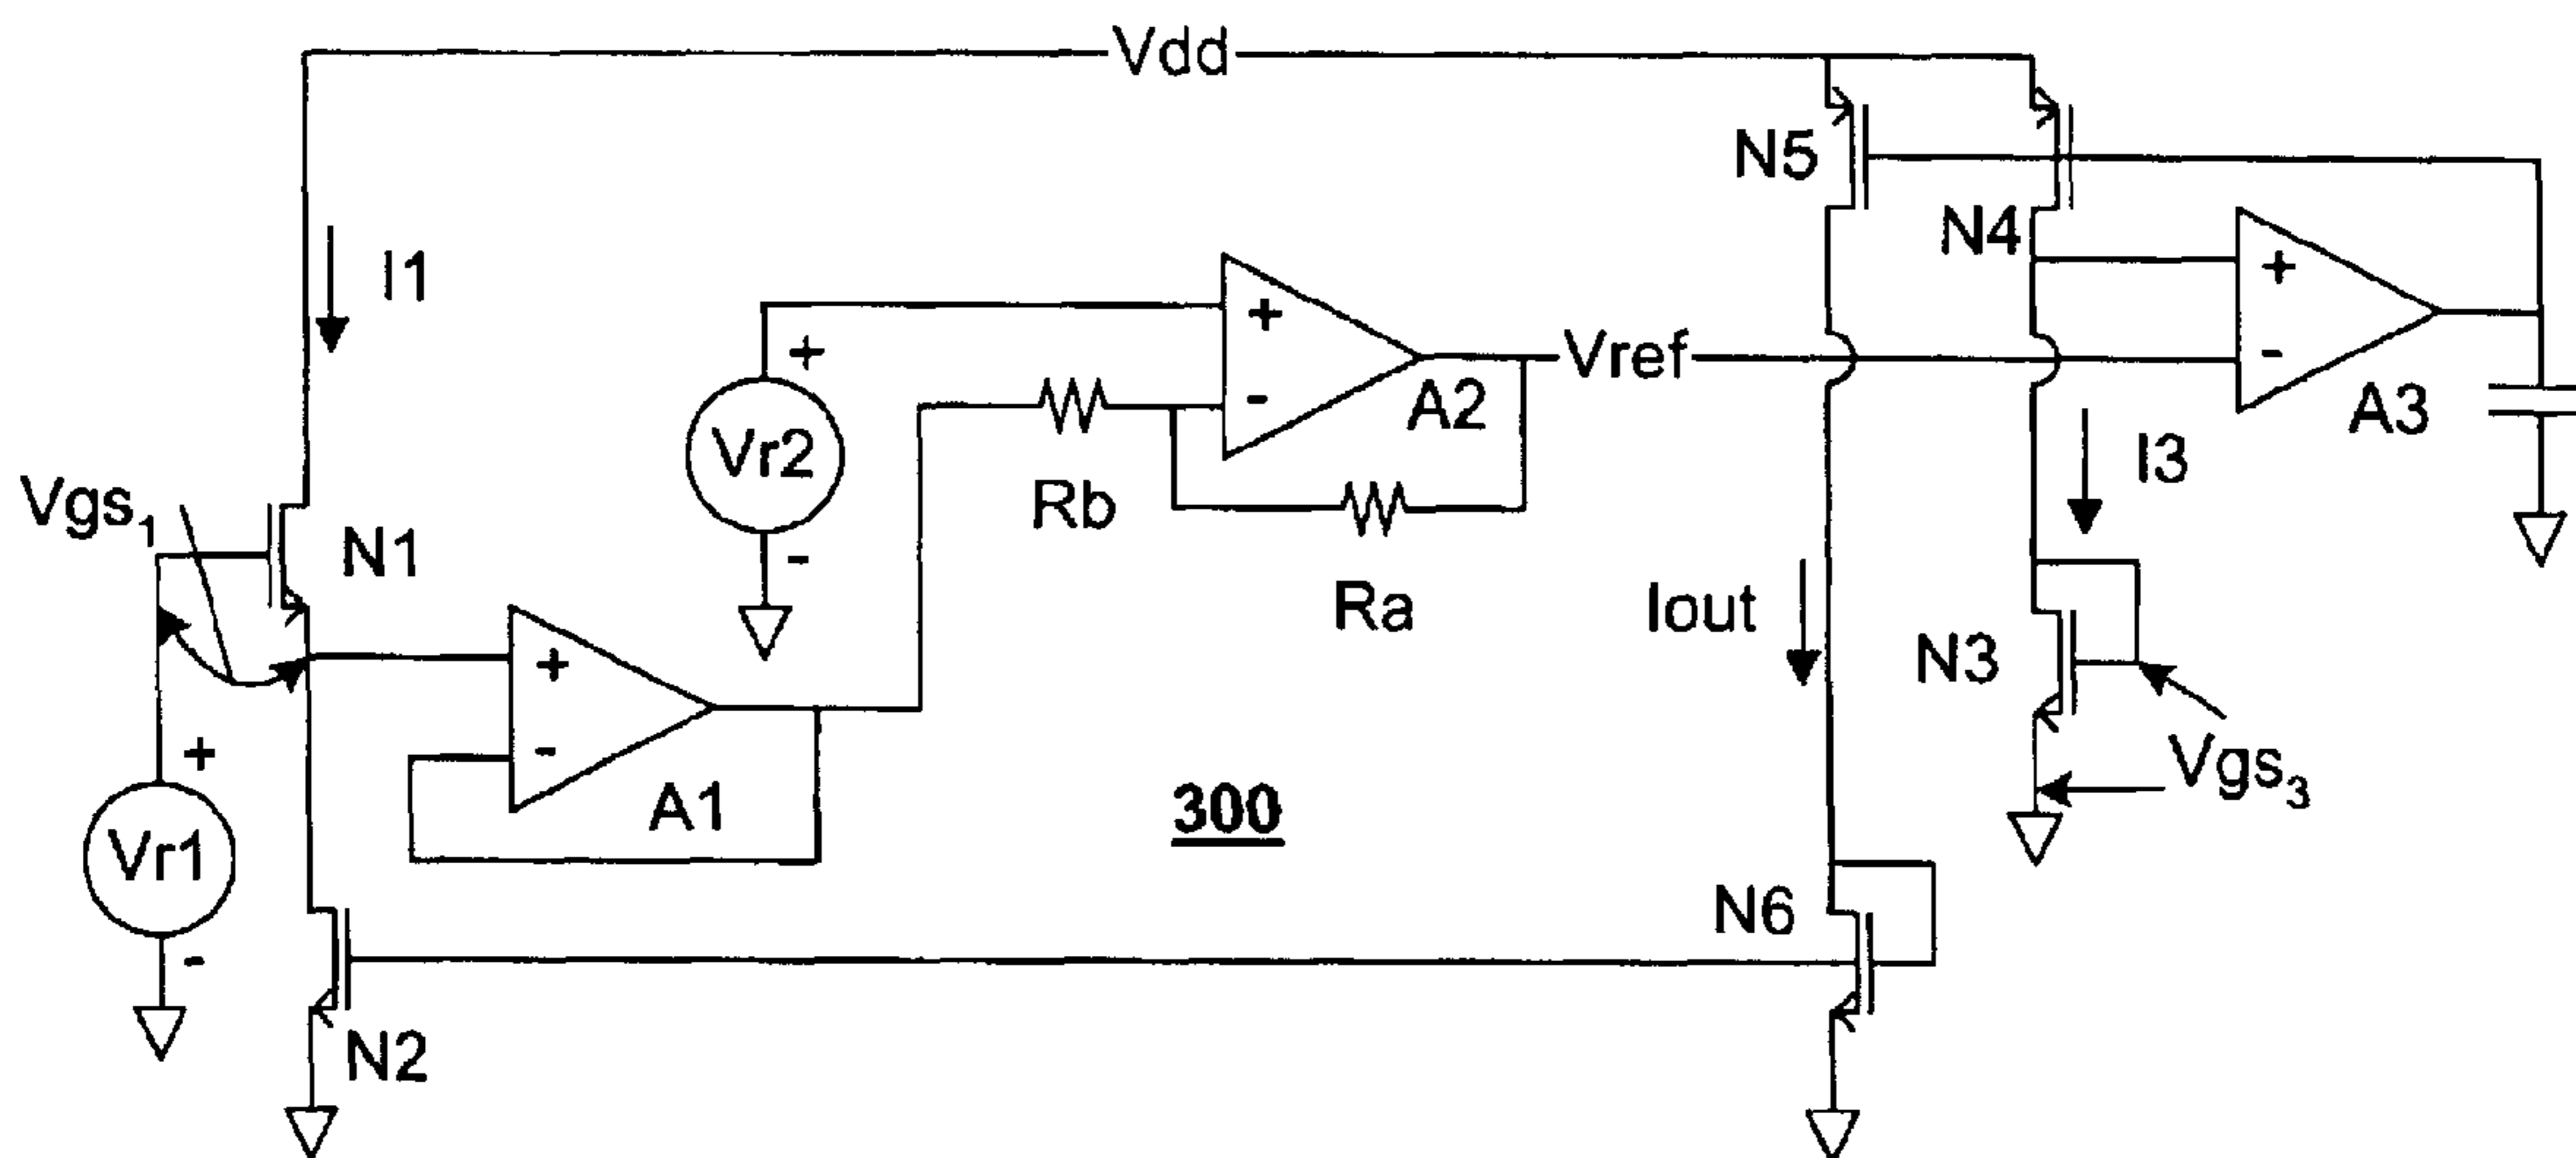 Vdd
N5
N4
I1
+
-
A3
+
Vr2
-
+
-
A2
Vref
I3
Rb
Ra
Vgs1
N1
Iout
N3
+
-
A1
Vgs3
+
Vr1
-
300
N6
N2